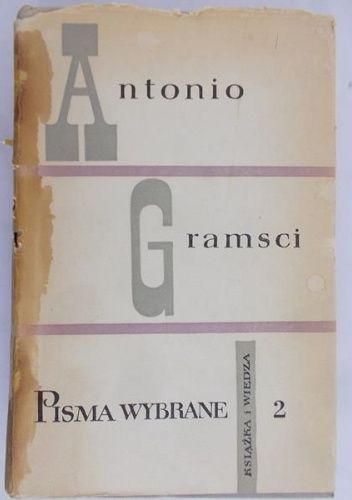 Antonio
Gramsci
PISMA WYBRANE 2
KSIĄŻKA i WIEDZA